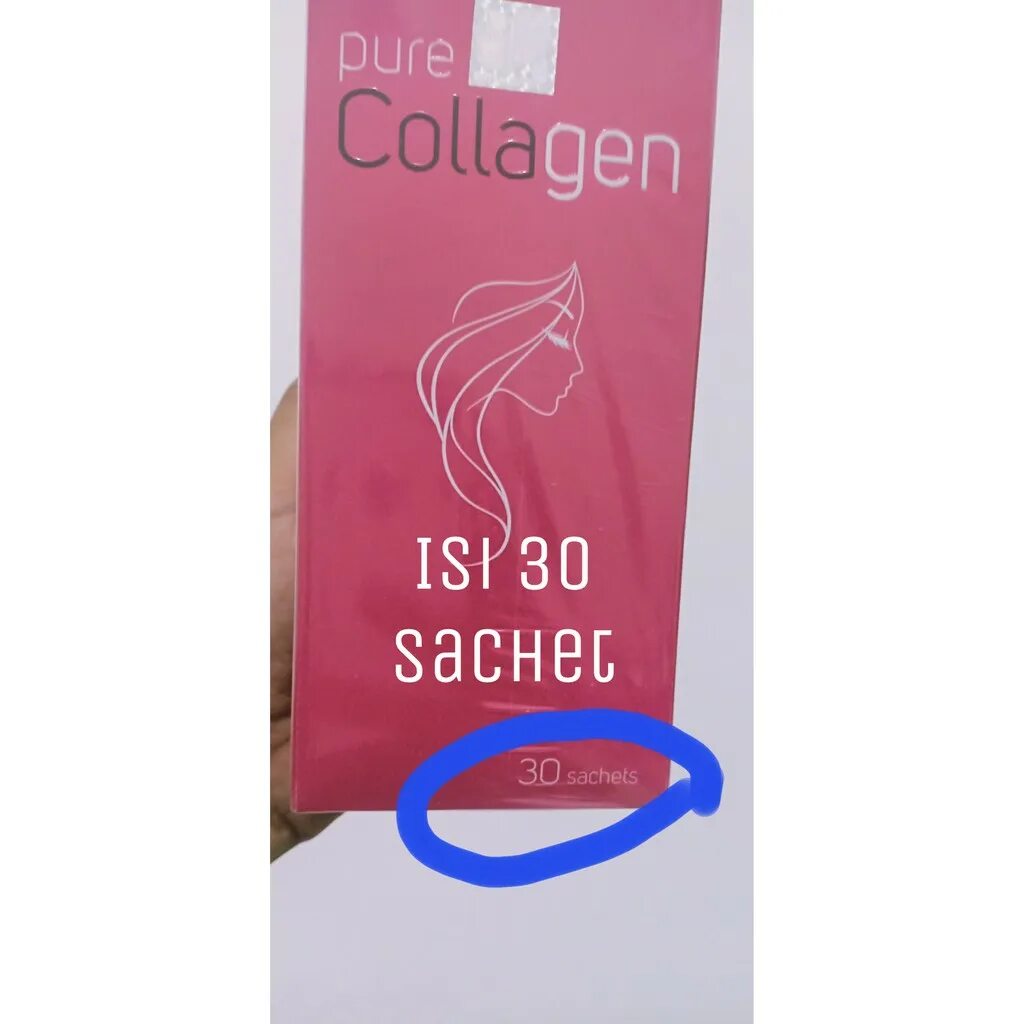 pure
Collagen
ISI 30
sacHet
30 sachets